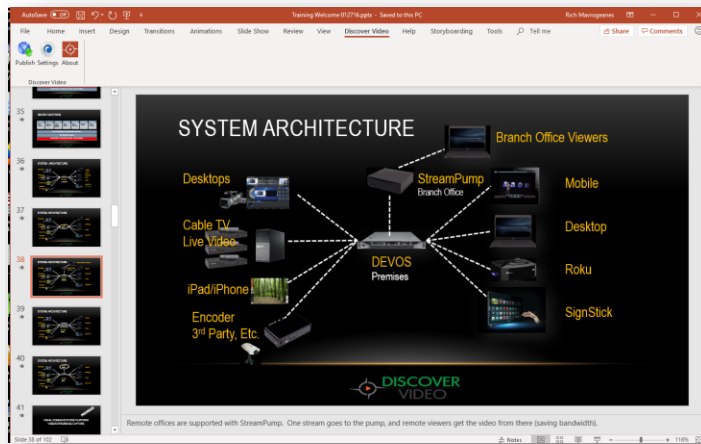 AutoSave Off
Training Welcome 012716.pptx - Saved to this PC
Rich Mavrogeanes
File Home Insert Design Transitions Animations Slide Show Review View Discover Video Help Storyboarding Tools Tell me Share Comments
Publish Settings About
Discover Video
35
36
37
38
39
40
41
SYSTEM ARCHITECTURE
Branch Office Viewers
Desktops
StreamPump
Branch Office
Mobile
Cable TV
Live Video
Desktop
DEVOS
Premises
iPad/iPhone
Roku
Encoder
3rd Party, Etc.
SignStick
DISCOVER
VIDEO
Remote offices are supported with StreamPump. One stream goes to the pump, and remote viewers get the video from there (saving bandwidth).
Slide 38 of 102
Notes
116%